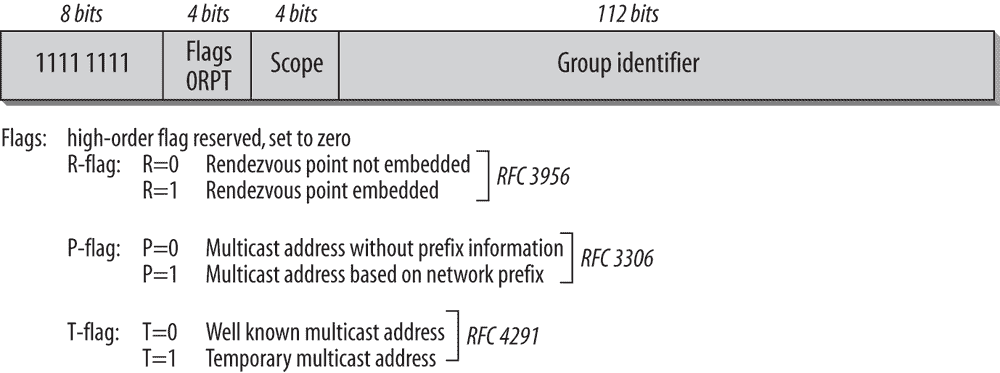 8 bits 4 bits 4 bits 112 bits
1111 1111 Flags 0RPT Scope Group identifier
Flags: high-order flag reserved, set to zero
R-flag: R=0 Rendezvous point not embedded
R=1 Rendezvous point embedded
RFC 3956
P-flag: P=0 Multicast address without prefix information
P=1 Multicast address based on network prefix
RFC 3306
T-flag: T=0 Well known multicast address
T=1 Temporary multicast address
RFC 4291